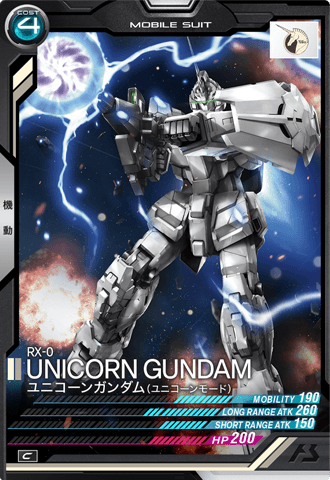 COST
4
MOBILE SUIT
機動
RX-0
UNICORN GUNDAM
ユニコーンガンダム(ユニコーンモード)
MOBILITY 190
LONG RANGE ATK 260
SHORT RANGE ATK 150
HP 200
C